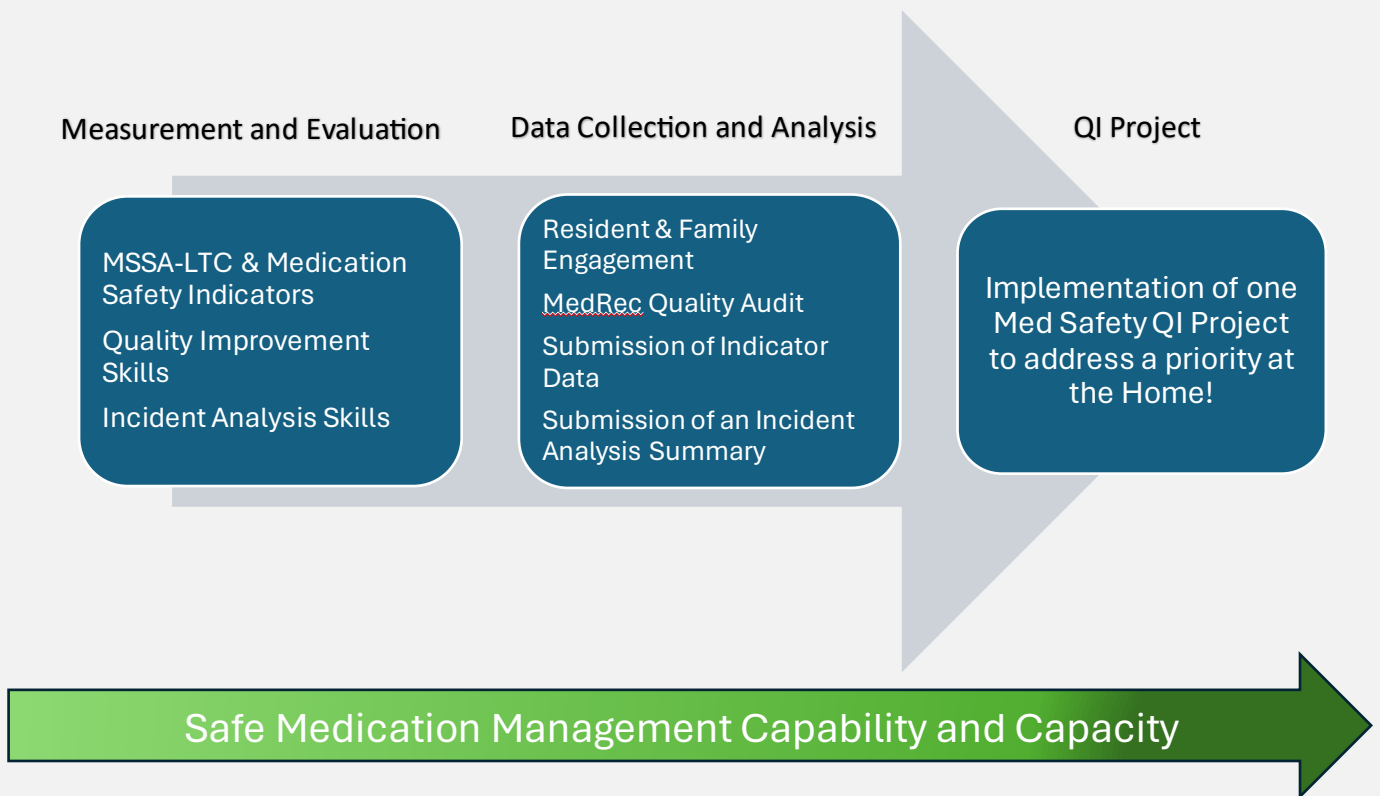 Measurement and Evaluation
Data Collection and Analysis
QI Project
MSSA-LTC & Medication
Safety Indicators
Quality Improvement
Skills
Incident Analysis Skills
Resident & Family
Engagement
MedRec Quality Audit
Submission of Indicator
Data
Submission of an Incident
Analysis Summary
Implementation of one
Med Safety QI Project
to address a priority at
the Home!
Safe Medication Management Capability and Capacity